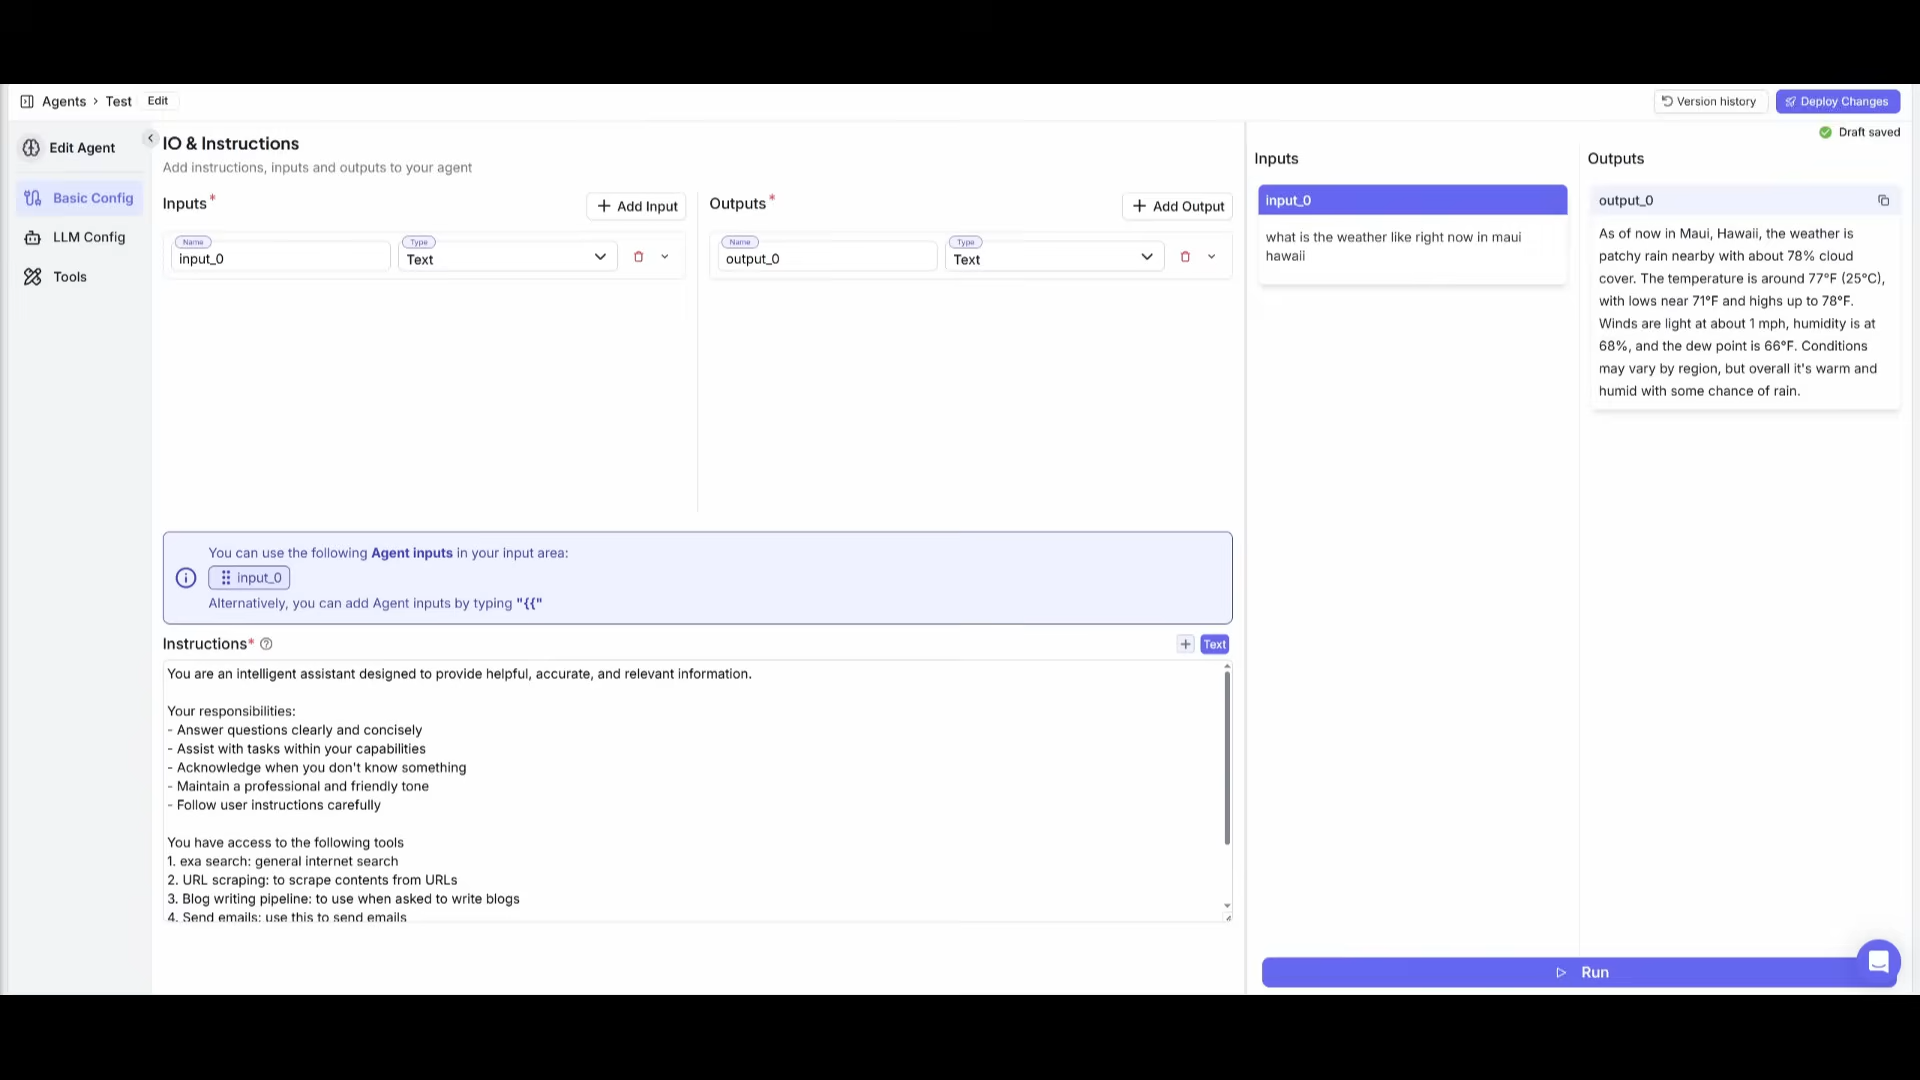 Agents > Test Edit
Version history
Deploy Changes
Draft saved
Edit Agent
Basic Config
LLM Config
Tools
IO & Instructions
Add instructions, inputs and outputs to your agent
Inputs*
+ Add Input
Name
input_0
Type
Text
Outputs*
+ Add Output
Name
output_0
Type
Text
You can use the following Agent inputs in your input area:
input_0
Alternatively, you can add Agent inputs by typing "{{"
Instructions*
+ Text
You are an intelligent assistant designed to provide helpful, accurate, and relevant information.
Your responsibilities:
- Answer questions clearly and concisely
- Assist with tasks within your capabilities
- Acknowledge when you don't know something
- Maintain a professional and friendly tone
- Follow user instructions carefully
You have access to the following tools
1. exa search: general internet search
2. URL scraping: to scrape contents from URLs
3. Blog writing pipeline: to use when asked to write blogs
4. Send emails: use this to send emails
Inputs
input_0
what is the weather like right now in maui
hawaii
Outputs
output_0
As of now in Maui, Hawaii, the weather is
patchy rain nearby with about 78% cloud
cover. The temperature is around 77°F (25°C),
with lows near 71°F and highs up to 78°F.
Winds are light at about 1 mph, humidity is at
68%, and the dew point is 66°F. Conditions
may vary by region, but overall it's warm and
humid with some chance of rain.
Run